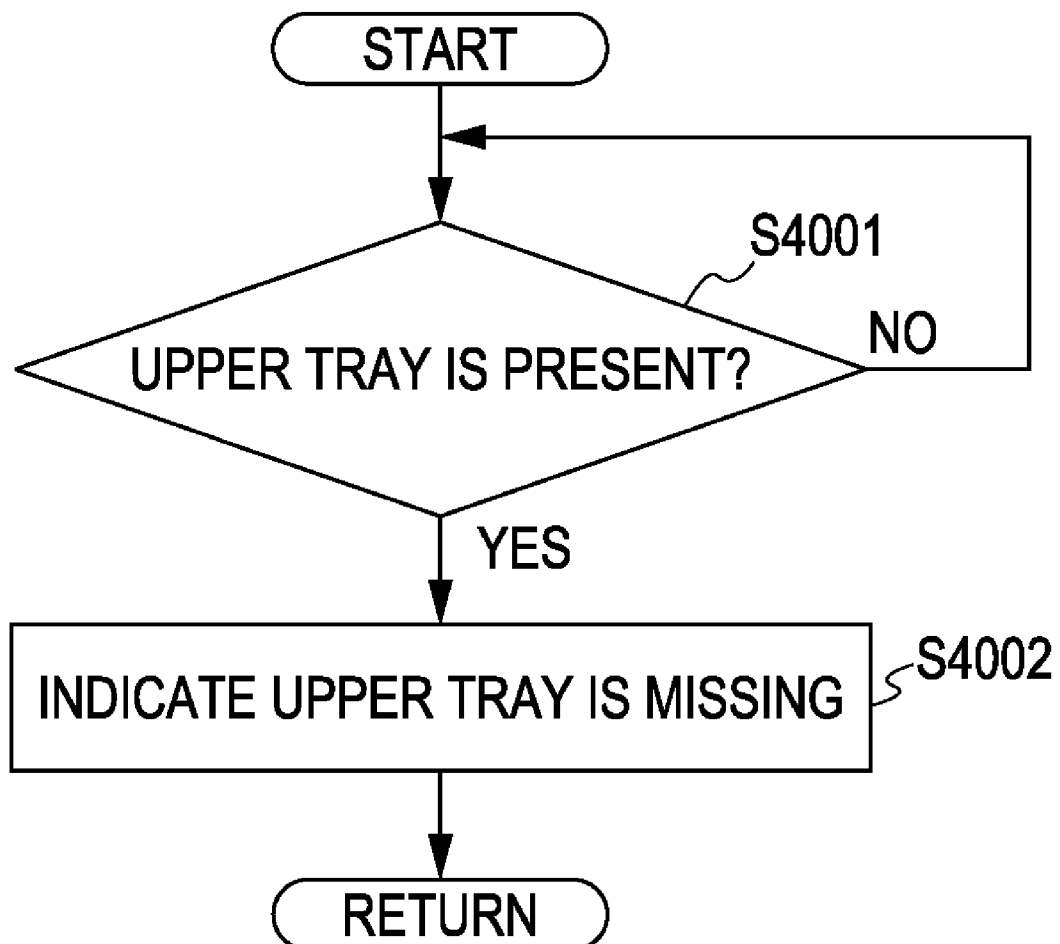 START
S4001
UPPER TRAY IS PRESENT?
NO
YES
S4002
INDICATE UPPER TRAY IS MISSING
RETURN